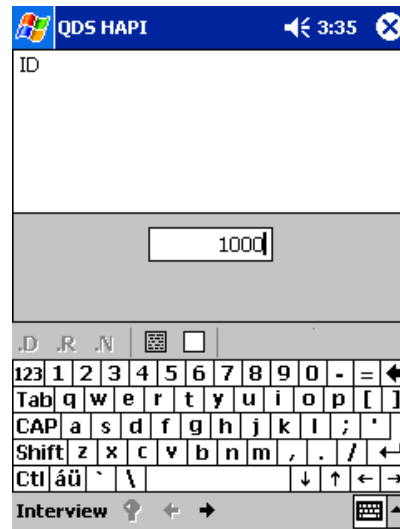 QDS HAPI 3:35
ID
1000
.D .R .N
123 1 2 3 4 5 6 7 8 9 0 - =
Tab q w e r t y u i o p [ ]
CAP a s d f g h j k l ; '
Shift z x c v b n m , . /
Ctl áü ` \
Interview